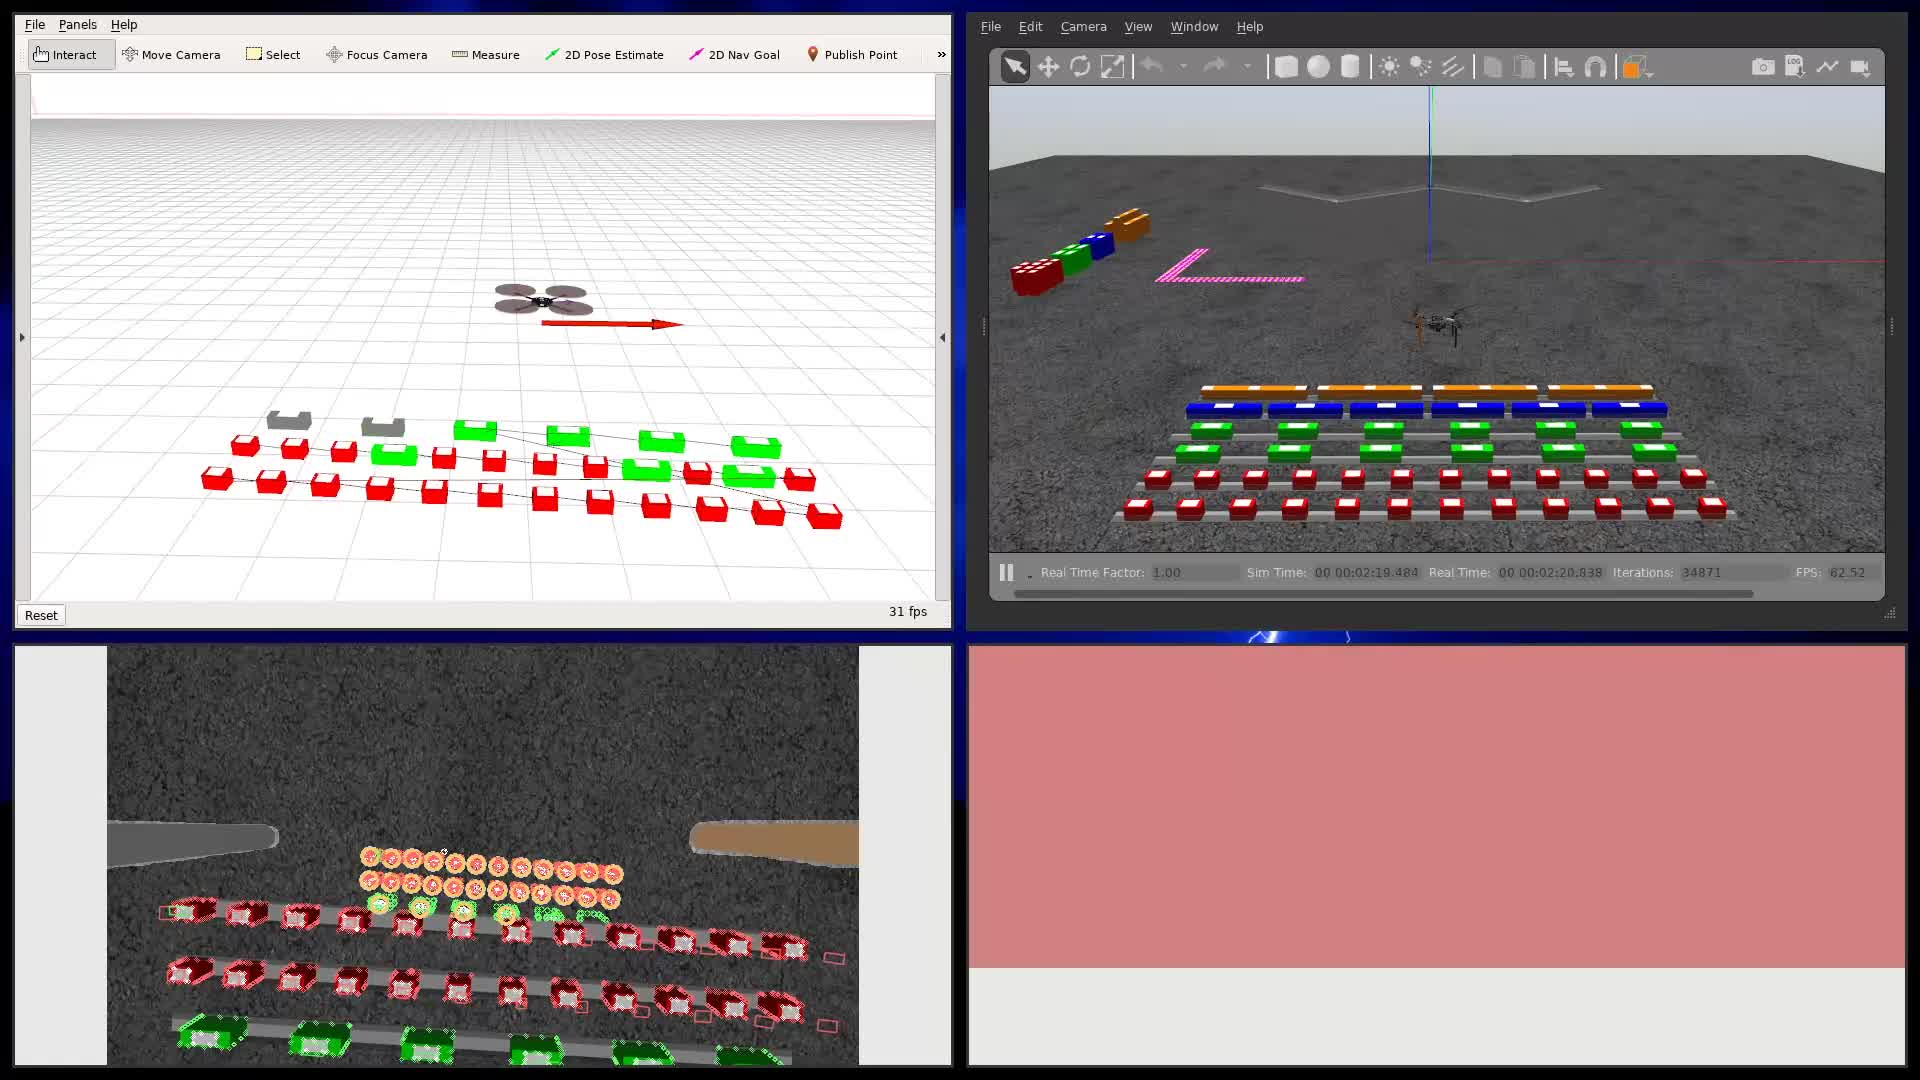 File Panels Help
Interact Move Camera Select Focus Camera Measure 2D Pose Estimate 2D Nav Goal Publish Point »
Reset
31 fps
File Edit Camera View Window Help
LOG
Real Time Factor: 1.00 Sim Time: 00 00:02:19.484 Real Time: 00 00:02:20.838 Iterations: 34871 FPS: 62.52